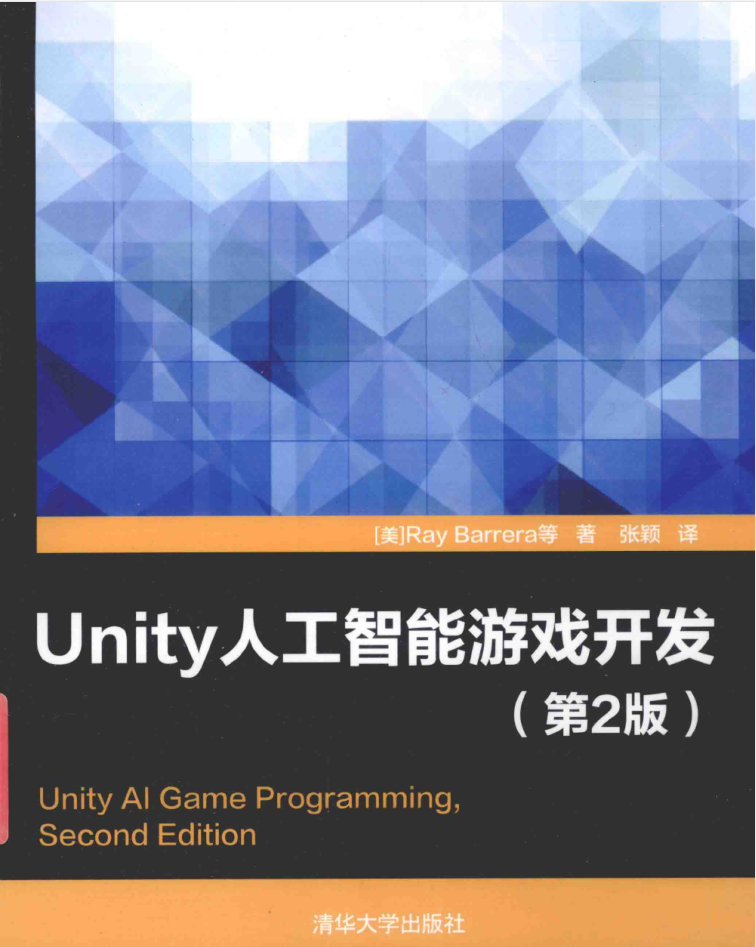 [美]Ray Barrera等 著 张颖 译
Unity人工智能游戏开发
（第2版）
Unity AI Game Programming,
Second Edition
清华大学出版社